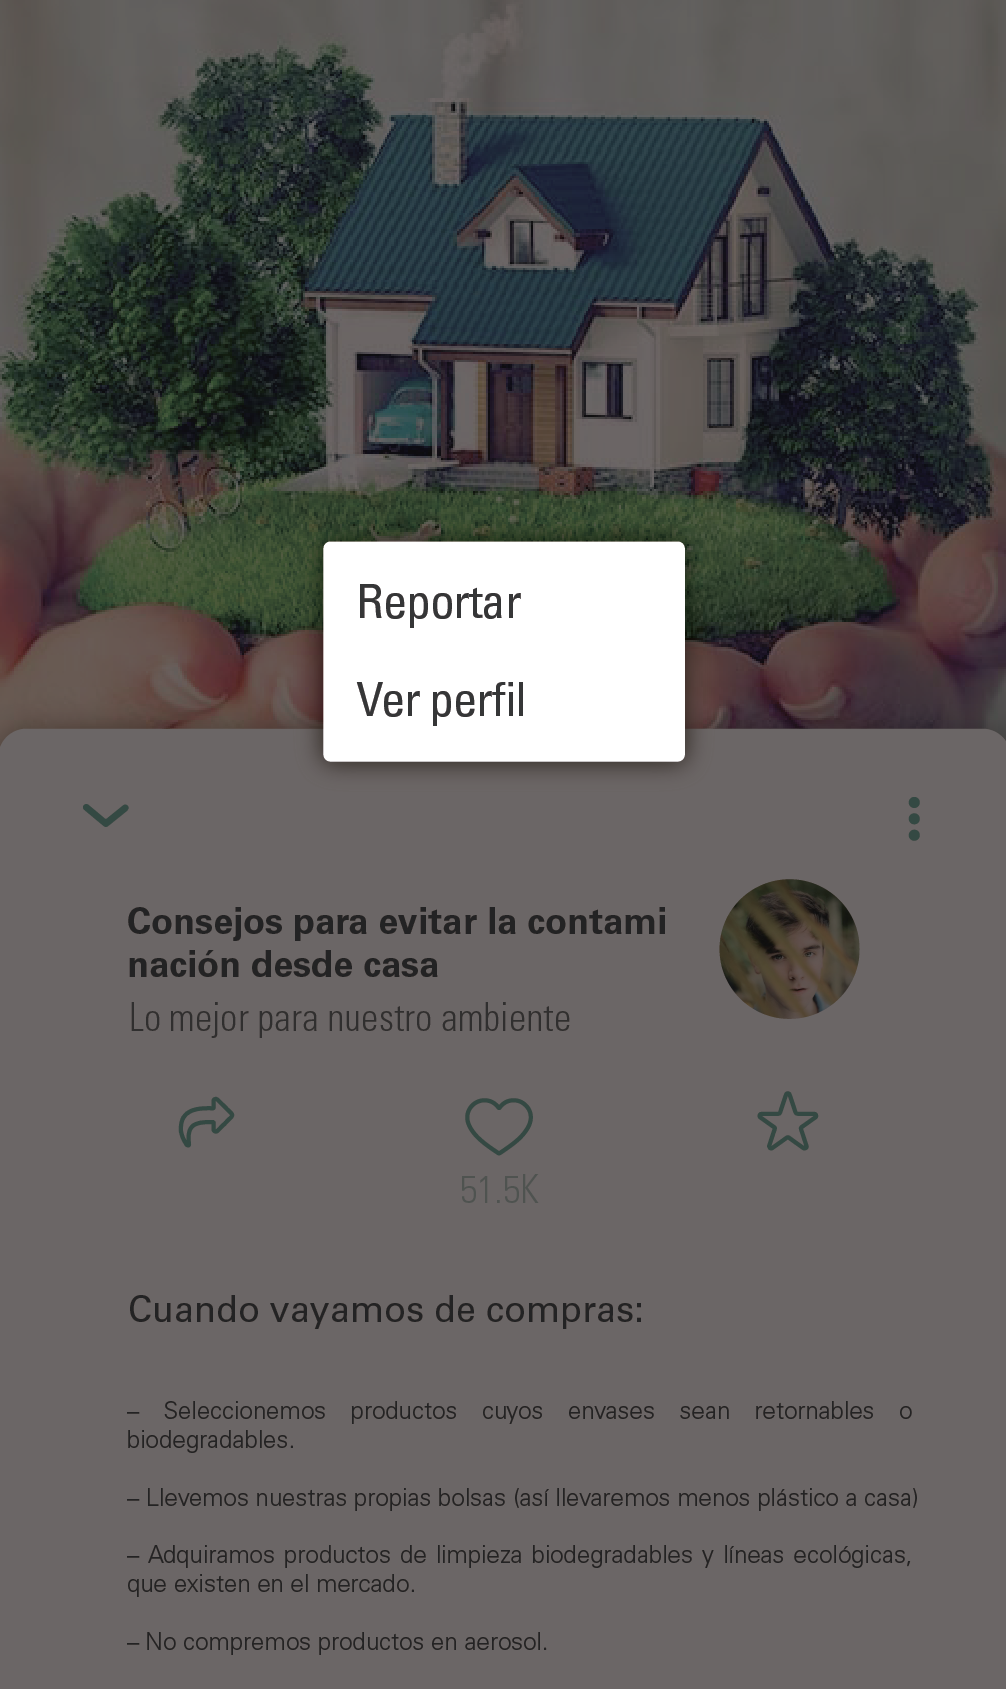 Reportar
Ver perfil
Consejos para evitar la contami
nación desde casa
Lo mejor para nuestro ambiente
51.5K
Cuando vayamos de compras:
– Seleccionemos productos cuyos envases sean retornables o
biodegradables.
– Llevemos nuestras propias bolsas (así llevaremos menos plástico a casa)
– Adquiramos productos de limpieza biodegradables y líneas ecológicas,
que existen en el mercado.
– No compremos productos en aerosol.